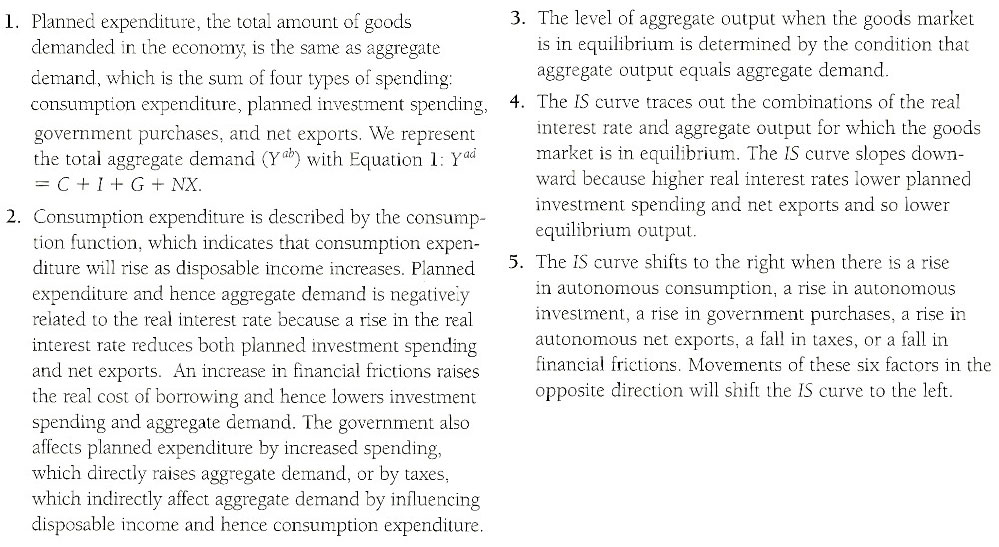 1. Planned expenditure, the total amount of goods
demanded in the economy, is the same as aggregate
demand, which is the sum of four types of spending:
consumption expenditure, planned investment spending,
government purchases, and net exports. We represent
the total aggregate demand (Yab) with Equation 1: Yad
= C + I + G + NX.
2. Consumption expenditure is described by the consump-
tion function, which indicates that consumption expen-
diture will rise as disposable income increases. Planned
expenditure and hence aggregate demand is negatively
related to the real interest rate because a rise in the real
interest rate reduces both planned investment spending
and net exports. An increase in financial frictions raises
the real cost of borrowing and hence lowers investment
spending and aggregate demand. The government also
affects planned expenditure by increased spending,
which directly raises aggregate demand, or by taxes,
which indirectly affect aggregate demand by influencing
disposable income and hence consumption expenditure.
3. The level of aggregate output when the goods market
is in equilibrium is determined by the condition that
aggregate output equals aggregate demand.
4. The IS curve traces out the combinations of the real
interest rate and aggregate output for which the goods
market is in equilibrium. The IS curve slopes down-
ward because higher real interest rates lower planned
investment spending and net exports and so lower
equilibrium output.
5. The IS curve shifts to the right when there is a rise
in autonomous consumption, a rise in autonomous
investment, a rise in government purchases, a rise in
autonomous net exports, a fall in taxes, or a fall in
financial frictions. Movements of these six factors in the
opposite direction will shift the IS curve to the left.